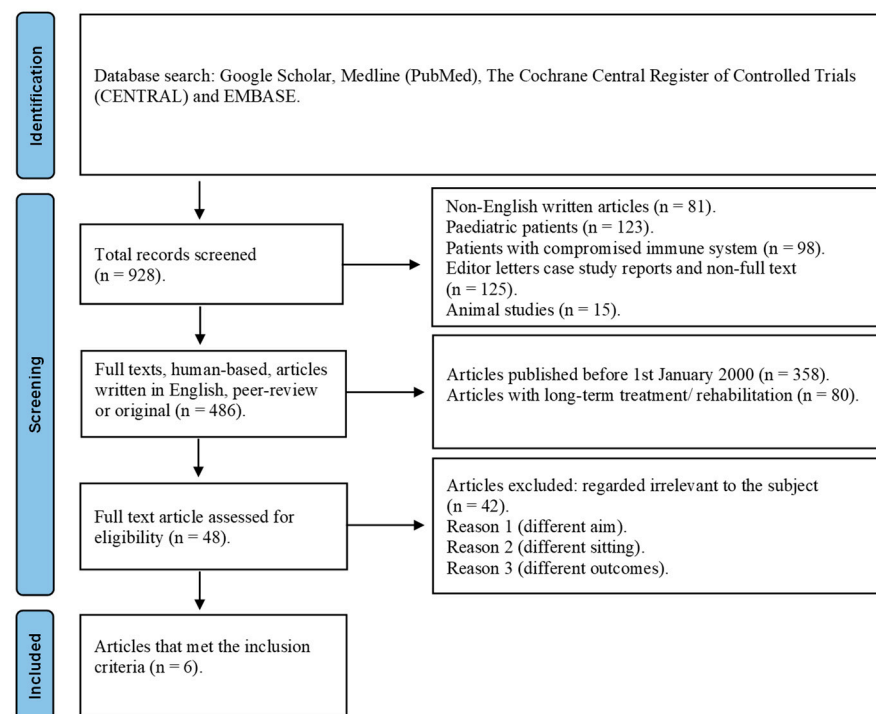 Identification
Database search: Google Scholar, Medline (PubMed), The Cochrane Central Register of Controlled Trials
(CENTRAL) and EMBASE.
Screening
Total records screened
(n = 928).
Non-English written articles (n = 81).
Paediatric patients (n = 123).
Patients with compromised immune system (n = 98).
Editor letters case study reports and non-full text
(n = 125).
Animal studies (n = 15).
Full texts, human-based, articles
written in English, peer-review
or original (n = 486).
Articles published before 1st January 2000 (n = 358).
Articles with long-term treatment/ rehabilitation (n = 80).
Full text article assessed for
eligibility (n = 48).
Articles excluded: regarded irrelevant to the subject
(n = 42).
Reason 1 (different aim).
Reason 2 (different sitting).
Reason 3 (different outcomes).
Included
Articles that met the inclusion
criteria (n = 6).